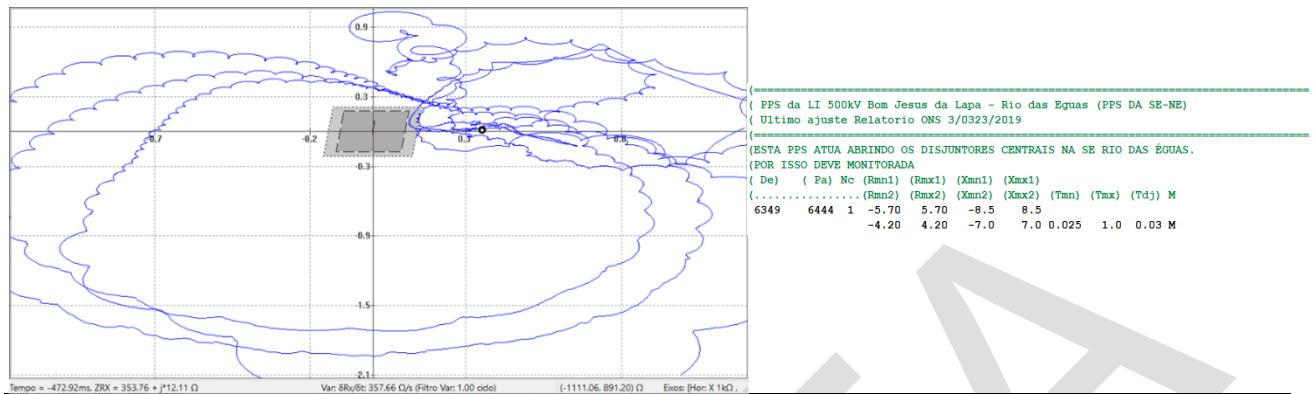 0.9
0.3
-0.7
-0.2
0.3
0.8
-0.3
-0.9
-1.5
-2.1
Tempo = -472.92ms, ZRX = 353.76 + j*12.11 Ω Var: δRx/δt: 357.66 Ω/s (Filtro Var: 1.00 ciclo) (-1111.06, 891.20) Ω Eixos: [Hor: X 1kΩ ,
(==============================================================================
( PPS da LI 500kV Bom Jesus da Lapa - Rio das Eguas (PPS DA SE-NE)
( Ultimo ajuste Relatorio ONS 3/0323/2019
(==============================================================================
(ESTA PPS ATUA ABRINDO OS DISJUNTORES CENTRAIS NA SE RIO DAS ÉGUAS.
(POR ISSO DEVE MONITORADA
( De) ( Pa) Nc (Rmn1) (Rmx1) (Xmn1) (Xmx1)
(................(Rmn2) (Rmx2) (Xmn2) (Xmx2) (Tmn) (Tmx) (Tdj) M
6349 6444 1 -5.70 5.70 -8.5 8.5
-4.20 4.20 -7.0 7.0 0.025 1.0 0.03 M